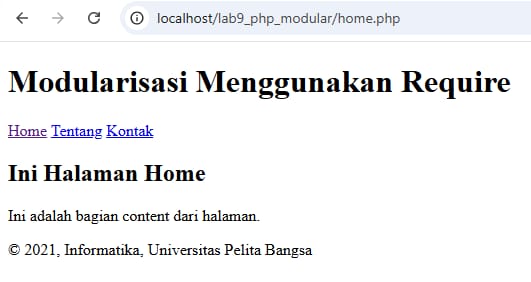 localhost/lab9_php_modular/home.php
Modularisasi Menggunakan Require
Home Tentang Kontak
Ini Halaman Home
Ini adalah bagian content dari halaman.
© 2021, Informatika, Universitas Pelita Bangsa